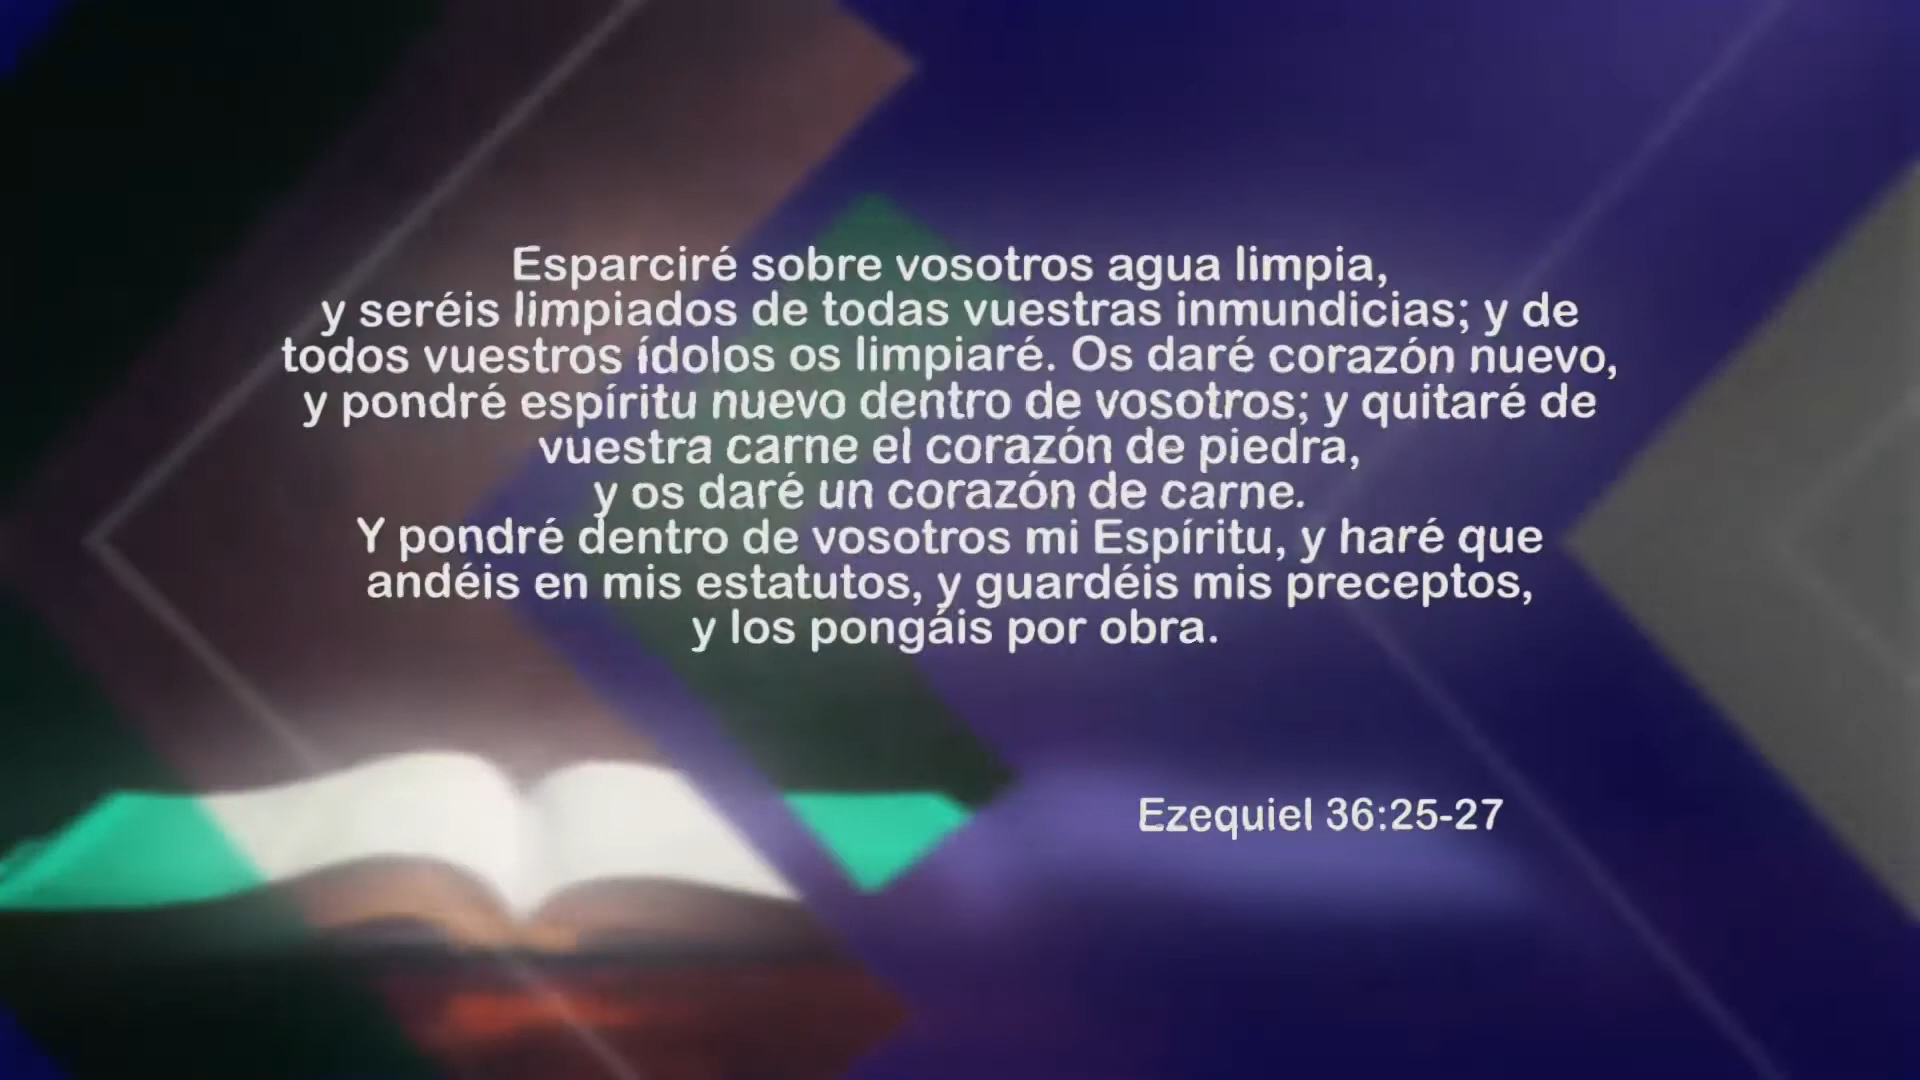 Esparciré sobre vosotros agua limpia,
y seréis limpiados de todas vuestras inmundicias; y de
todos vuestros ídolos os limpiaré. Os daré corazón nuevo,
y pondré espíritu nuevo dentro de vosotros; y quitaré de
vuestra carne el corazón de piedra,
y os daré un corazón de carne.
Y pondré dentro de vosotros mi Espíritu, y haré que
andéis en mis estatutos, y guardéis mis preceptos,
y los pongáis por obra.
Ezequiel 36:25-27